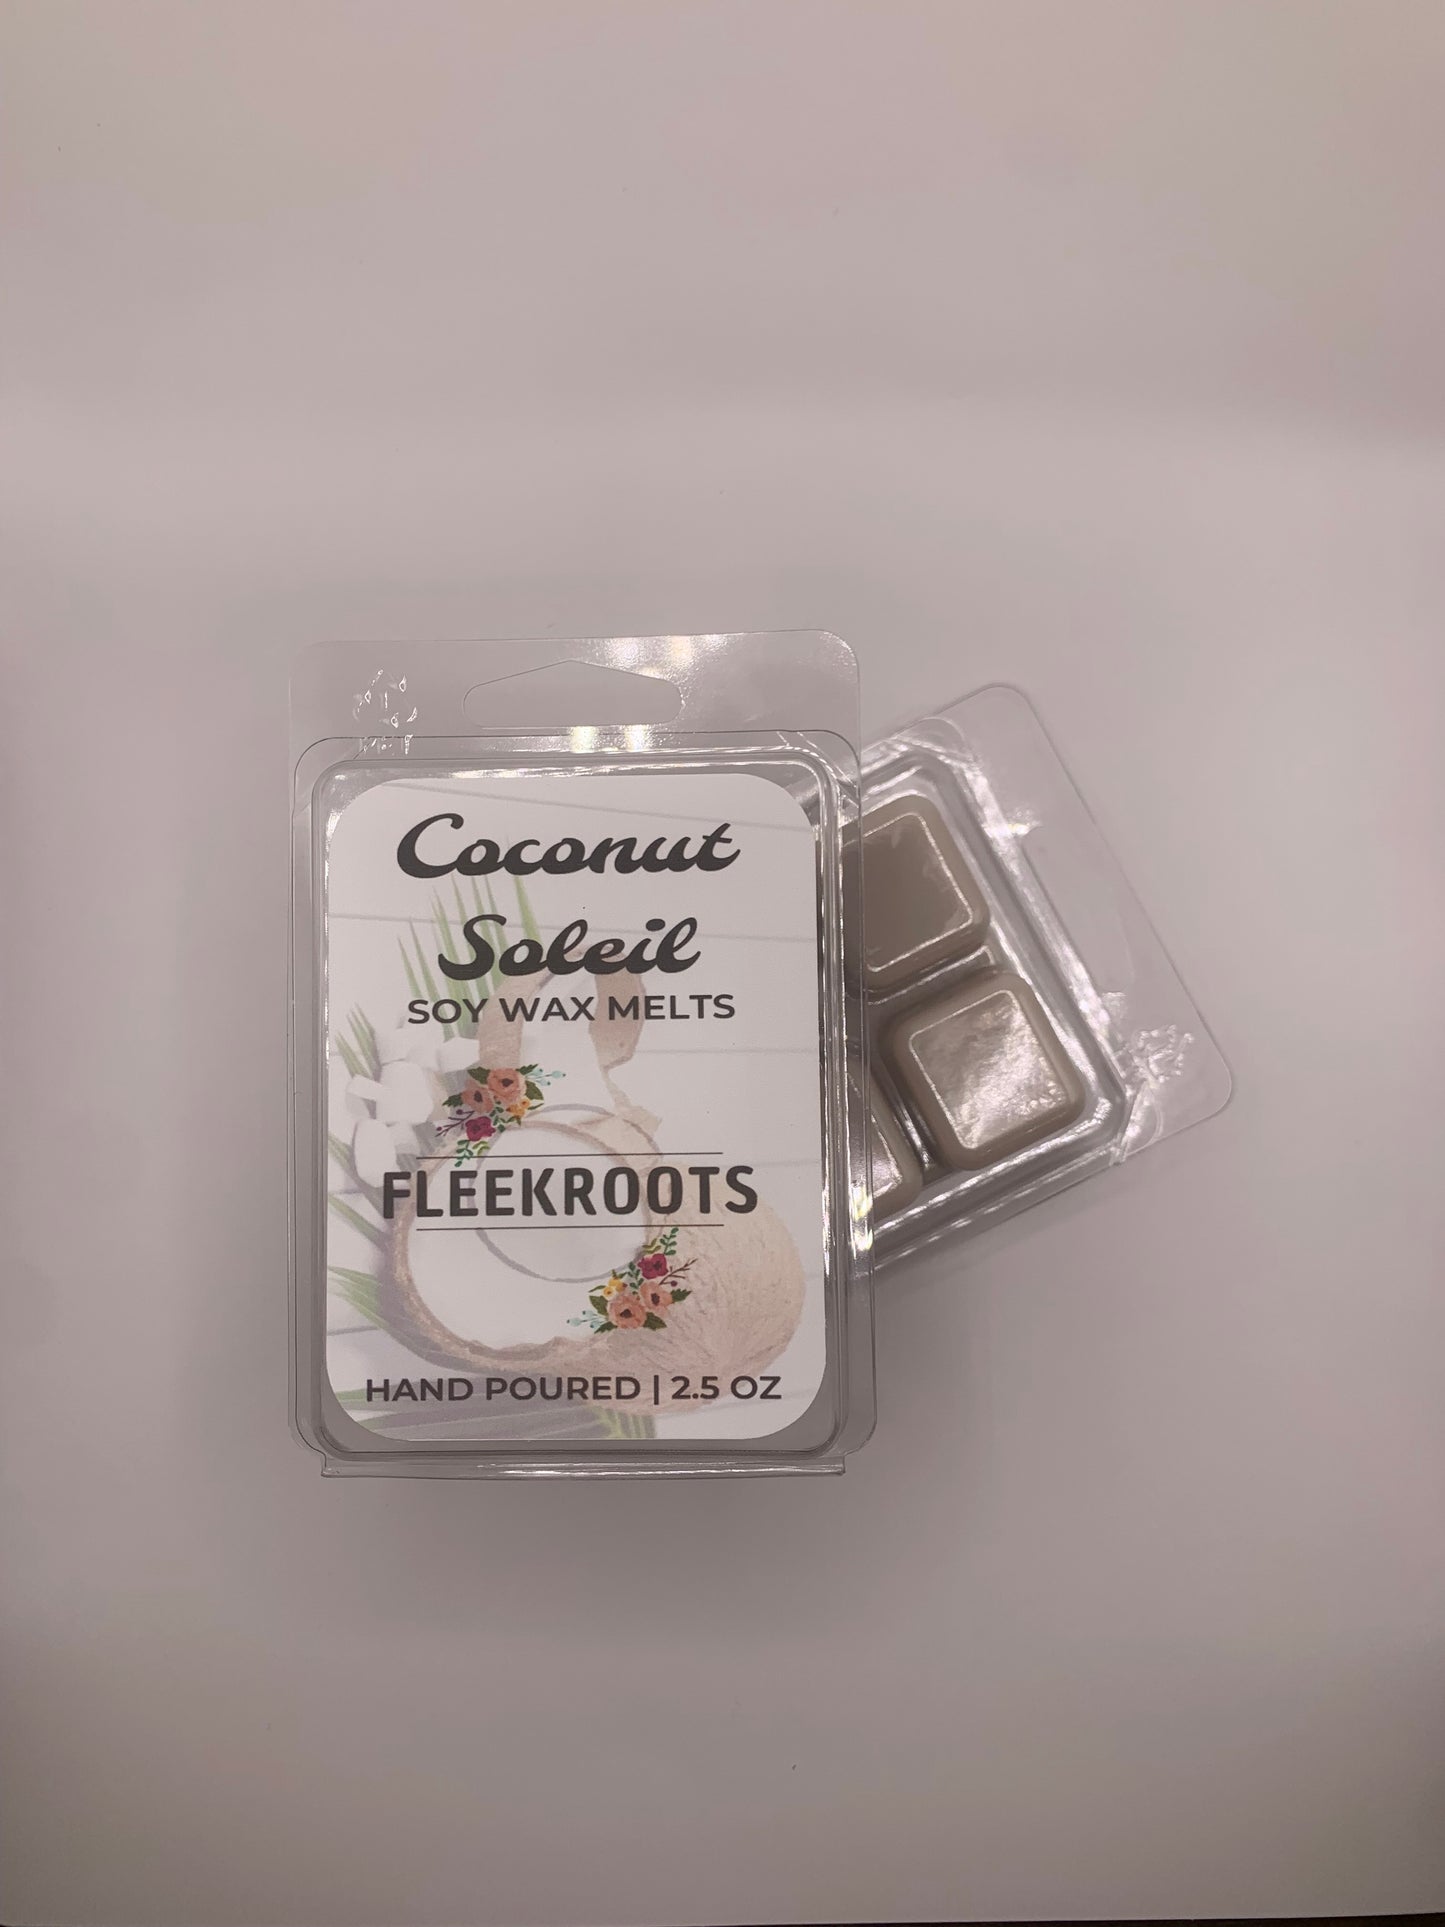 Coconut
Soleil
SOY WAX MELTS
FLEEKROOTS
HAND POURED | 2.5 OZ